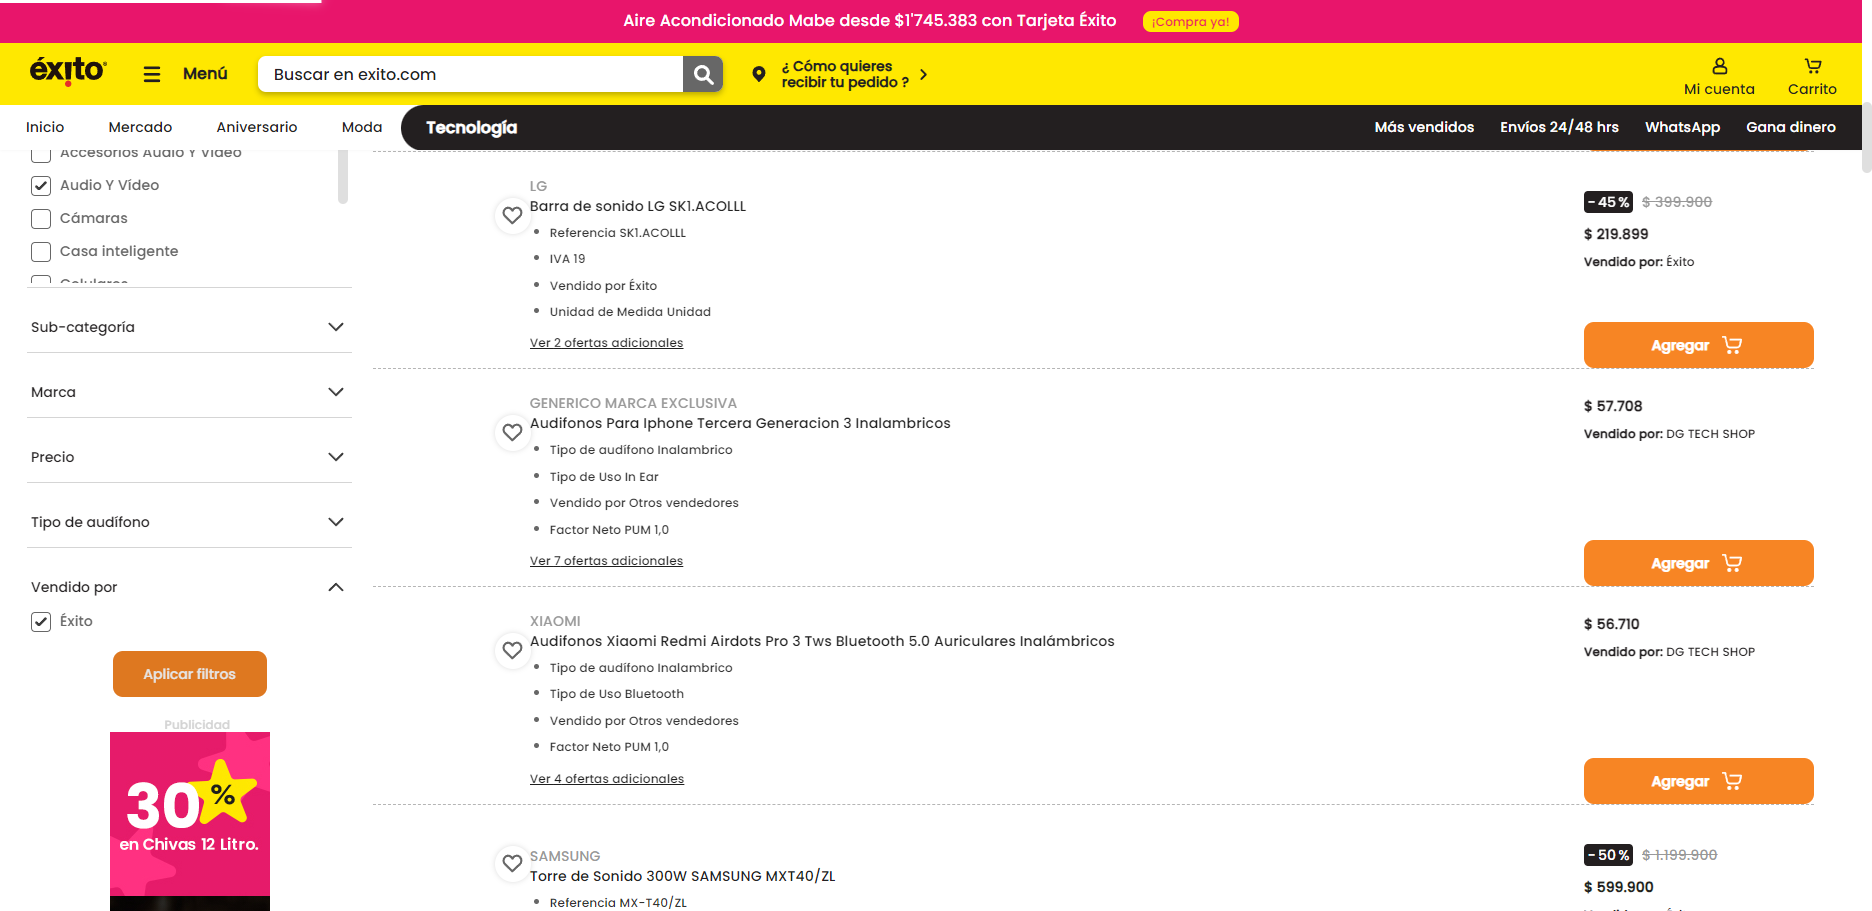 Aire Acondicionado Mabe desde $1'745.383 con Tarjeta Éxito ¡Compra ya!
éxito
Menú
Buscar en exito.com
¿ Cómo quieres
recibir tu pedido ?
Mi cuenta
Carrito
Inicio
Mercado
Aniversario
Moda
Tecnología
Más vendidos
Envíos 24/48 hrs
WhatsApp
Gana dinero
Accesorios Audio Y Video
Audio Y Vídeo
Cámaras
Casa inteligente
Celulares
Sub-categoría
Marca
Precio
Tipo de audífono
Vendido por
Éxito
Aplicar filtros
Publicidad
30%
en Chivas 12 Litro.
LG
Barra de sonido LG SK1.ACOLLL
Referencia SK1.ACOLLL
IVA 19
Vendido por Éxito
Unidad de Medida Unidad
Ver 2 ofertas adicionales
-45% $ 399.900
$ 219.899
Vendido por: Éxito
Agregar
GENERICO MARCA EXCLUSIVA
Audifonos Para Iphone Tercera Generacion 3 Inalambricos
Tipo de audífono Inalambrico
Tipo de Uso In Ear
Vendido por Otros vendedores
Factor Neto PUM 1,0
Ver 7 ofertas adicionales
$ 57.708
Vendido por: DG TECH SHOP
Agregar
XIAOMI
Audifonos Xiaomi Redmi Airdots Pro 3 Tws Bluetooth 5.0 Auriculares Inalámbricos
Tipo de audífono Inalambrico
Tipo de Uso Bluetooth
Vendido por Otros vendedores
Factor Neto PUM 1,0
Ver 4 ofertas adicionales
$ 56.710
Vendido por: DG TECH SHOP
Agregar
SAMSUNG
Torre de Sonido 300W SAMSUNG MXT40/ZL
Referencia MX-T40/ZL
-50% $ 1.199.900
$ 599.900